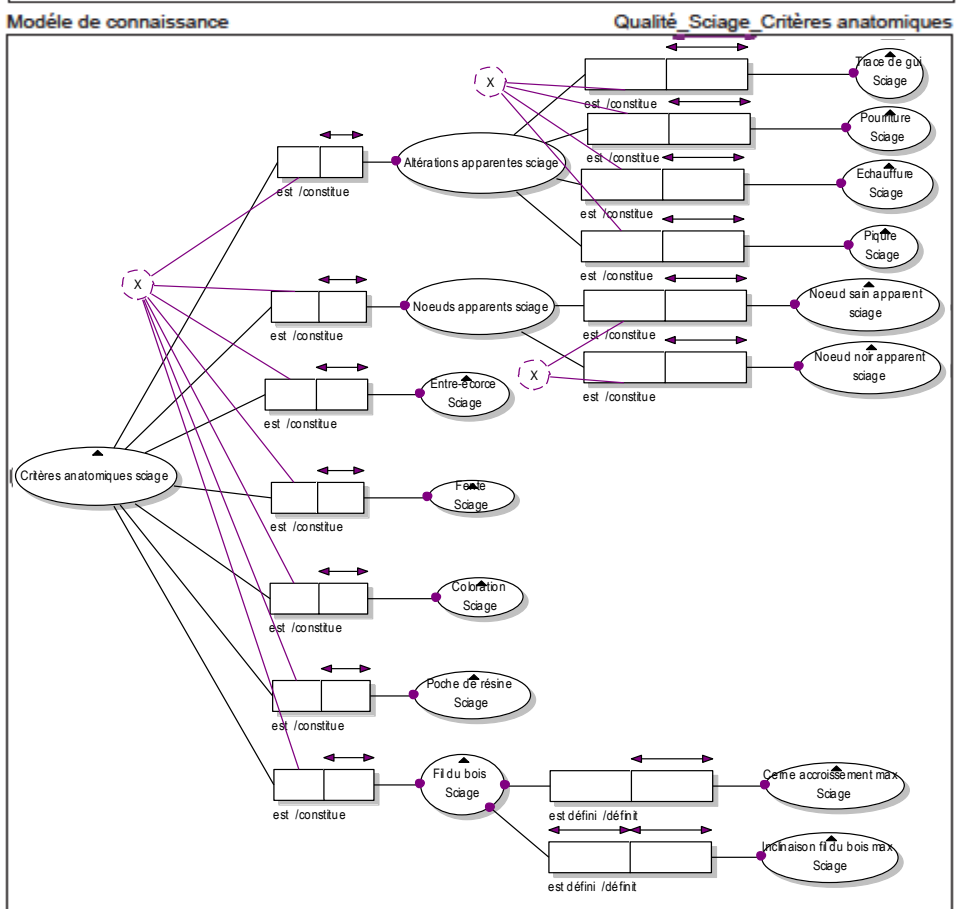 Modéle de connaissance
Qualité_Sciage_Critères anatomiques
Trace de gui
Sciage
X
est /constitue
Pourriture
Sciage
est /constitue
Altérations apparentes sciage
est /constitue
Echauffure
Sciage
est /constitue
Piqûre
Sciage
est /constitue
X
Noeuds apparents sciage
est /constitue
Noeud sain apparent
sciage
est /constitue
X
Noeud noir apparent
sciage
est /constitue
Entre-écorce
Sciage
est /constitue
Critères anatomiques sciage
Fente
Sciage
est /constitue
Coloration
Sciage
est /constitue
Poche de résine
Sciage
est /constitue
Fil du bois
Sciage
est /constitue
Cerne accroissement max
Sciage
est défini /définit
Inclinaison fil du bois max
Sciage
est défini /définit